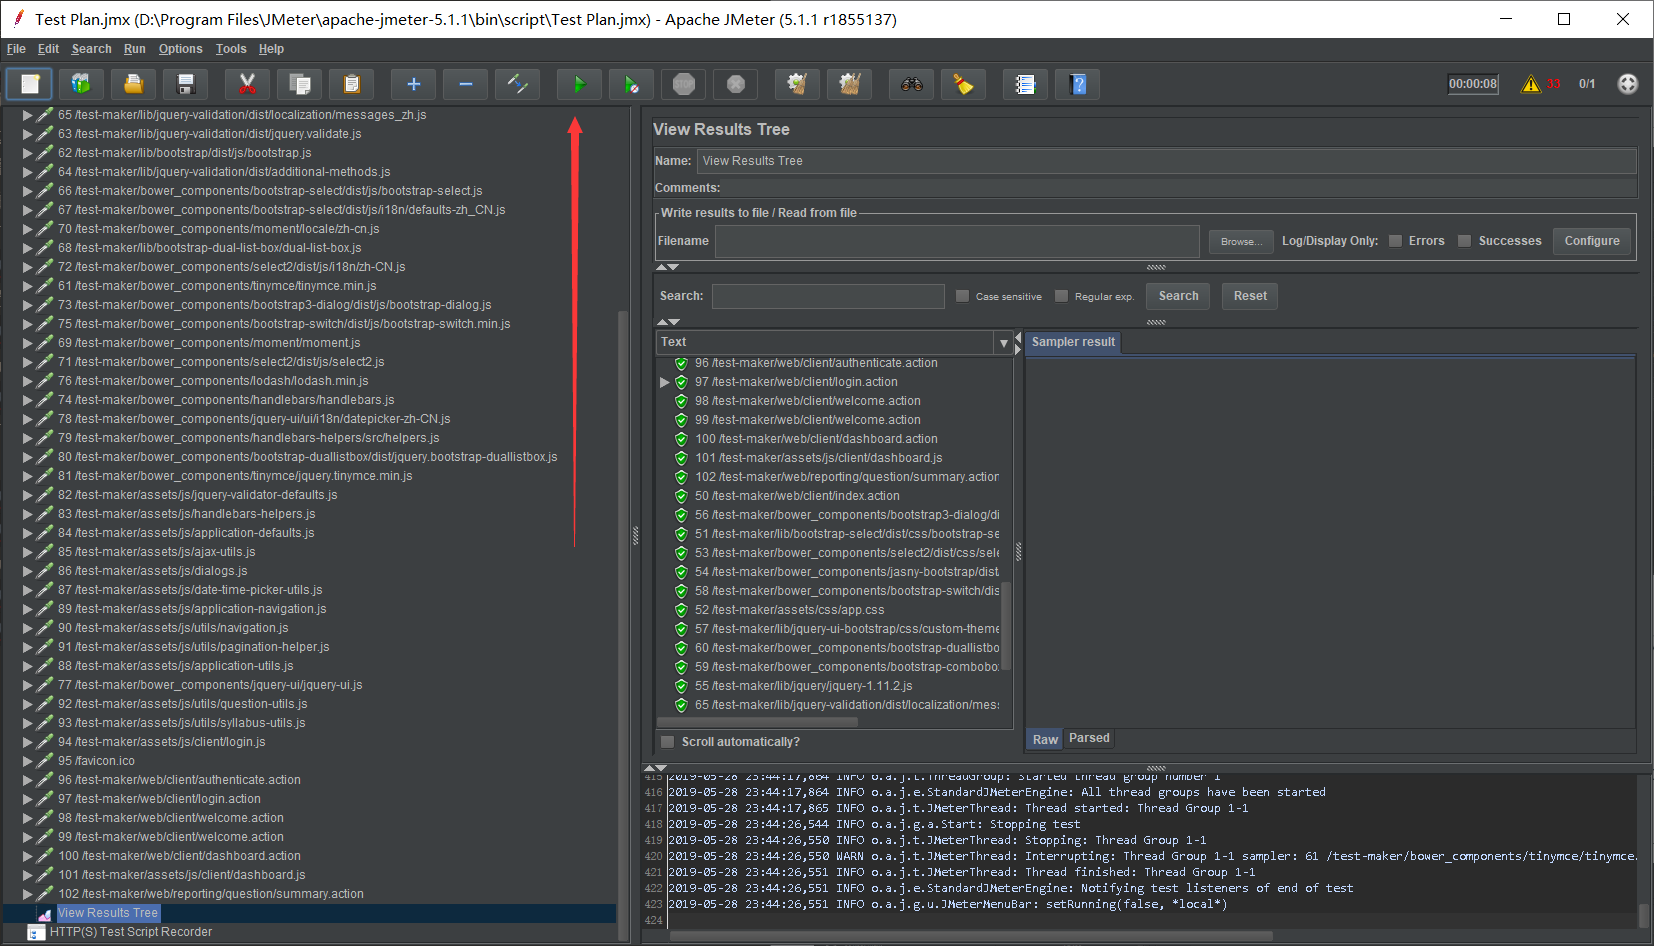 Test Plan.jmx (D:\Program Files\JMeter\apache-jmeter-5.1.1\bin\script\Test Plan.jmx) - Apache JMeter (5.1.1 r1855137)
File Edit Search Run Options Tools Help
00:00:08 33 0/1
65 /test-maker/lib/jquery-validation/dist/localization/messages_zh.js
63 /test-maker/lib/jquery-validation/dist/jquery.validate.js
62 /test-maker/lib/bootstrap/dist/js/bootstrap.js
64 /test-maker/lib/jquery-validation/dist/additional-methods.js
66 /test-maker/bower_components/bootstrap-select/dist/js/bootstrap-select.js
67 /test-maker/bower_components/bootstrap-select/dist/js/i18n/defaults-zh_CN.js
70 /test-maker/bower_components/moment/locale/zh-cn.js
68 /test-maker/lib/bootstrap-dual-list-box/dual-list-box.js
72 /test-maker/bower_components/select2/dist/js/i18n/zh-CN.js
61 /test-maker/bower_components/tinymce/tinymce.min.js
73 /test-maker/bower_components/bootstrap3-dialog/dist/js/bootstrap-dialog.js
75 /test-maker/bower_components/bootstrap-switch/dist/js/bootstrap-switch.min.js
69 /test-maker/bower_components/moment/moment.js
71 /test-maker/bower_components/select2/dist/js/select2.js
76 /test-maker/bower_components/lodash/lodash.min.js
74 /test-maker/bower_components/handlebars/handlebars.js
78 /test-maker/bower_components/jquery-ui/ui/i18n/datepicker-zh-CN.js
79 /test-maker/bower_components/handlebars-helpers/src/helpers.js
80 /test-maker/bower_components/bootstrap-duallistbox/dist/jquery.bootstrap-duallistbox.js
81 /test-maker/bower_components/tinymce/jquery.tinymce.min.js
82 /test-maker/assets/js/jquery-validator-defaults.js
83 /test-maker/assets/js/handlebars-helpers.js
84 /test-maker/assets/js/application-defaults.js
85 /test-maker/assets/js/ajax-utils.js
86 /test-maker/assets/js/dialogs.js
87 /test-maker/assets/js/date-time-picker-utils.js
89 /test-maker/assets/js/application-navigation.js
90 /test-maker/assets/js/utils/navigation.js
91 /test-maker/assets/js/utils/pagination-helper.js
88 /test-maker/assets/js/application-utils.js
77 /test-maker/bower_components/jquery-ui/jquery-ui.js
92 /test-maker/assets/js/utils/question-utils.js
93 /test-maker/assets/js/utils/syllabus-utils.js
94 /test-maker/assets/js/client/login.js
95 /favicon.ico
96 /test-maker/web/client/authenticate.action
97 /test-maker/web/client/login.action
98 /test-maker/web/client/welcome.action
99 /test-maker/web/client/welcome.action
100 /test-maker/web/client/dashboard.action
101 /test-maker/assets/js/client/dashboard.js
102 /test-maker/web/reporting/question/summary.action
View Results Tree
HTTP(S) Test Script Recorder
View Results Tree
Name: View Results Tree
Comments:
Write results to file / Read from file
Filename Browse... Log/Display Only: Errors Successes Configure
Search: Case sensitive Regular exp. Search Reset
Text
Sampler result
96 /test-maker/web/client/authenticate.action
97 /test-maker/web/client/login.action
98 /test-maker/web/client/welcome.action
99 /test-maker/web/client/welcome.action
100 /test-maker/web/client/dashboard.action
101 /test-maker/assets/js/client/dashboard.js
102 /test-maker/web/reporting/question/summary.action
50 /test-maker/web/client/index.action
56 /test-maker/bower_components/bootstrap3-dialog/di
51 /test-maker/lib/bootstrap-select/dist/css/bootstrap-se
53 /test-maker/bower_components/select2/dist/css/sele
54 /test-maker/bower_components/jasny-bootstrap/dist
58 /test-maker/bower_components/bootstrap-switch/dis
52 /test-maker/assets/css/app.css
57 /test-maker/lib/jquery-ui-bootstrap/css/custom-theme
60 /test-maker/bower_components/bootstrap-duallistbo
59 /test-maker/bower_components/bootstrap-combobo
55 /test-maker/lib/jquery/jquery-1.11.2.js
65 /test-maker/lib/jquery-validation/dist/localization/mess
Scroll automatically?
Raw Parsed
415 2019-05-28 23:44:17,864 INFO o.a.j.t.ThreadGroup: Started thread group number 1
416 2019-05-28 23:44:17,864 INFO o.a.j.e.StandardJMeterEngine: All thread groups have been started
417 2019-05-28 23:44:17,865 INFO o.a.j.t.JMeterThread: Thread started: Thread Group 1-1
418 2019-05-28 23:44:26,544 INFO o.a.j.g.a.Start: Stopping test
419 2019-05-28 23:44:26,550 INFO o.a.j.t.JMeterThread: Stopping: Thread Group 1-1
420 2019-05-28 23:44:26,550 WARN o.a.j.t.JMeterThread: Interrupting: Thread Group 1-1 sampler: 61 /test-maker/bower_components/tinymce/tinymce.
421 2019-05-28 23:44:26,551 INFO o.a.j.t.JMeterThread: Thread finished: Thread Group 1-1
422 2019-05-28 23:44:26,551 INFO o.a.j.e.StandardJMeterEngine: Notifying test listeners of end of test
423 2019-05-28 23:44:26,551 INFO o.a.j.g.u.JMeterMenuBar: setRunning(false, *local*)
424